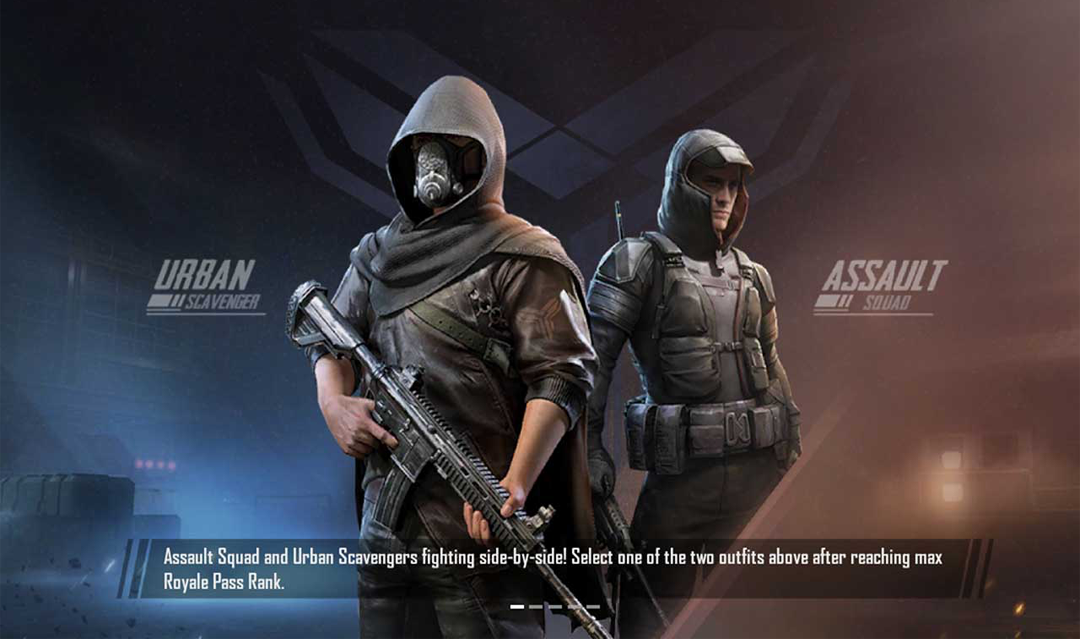 URBAN
SCAVENGER
ASSAULT
SQUAD
Assault Squad and Urban Scavengers fighting side-by-side! Select one of the two outfits above after reaching max
Royale Pass Rank.